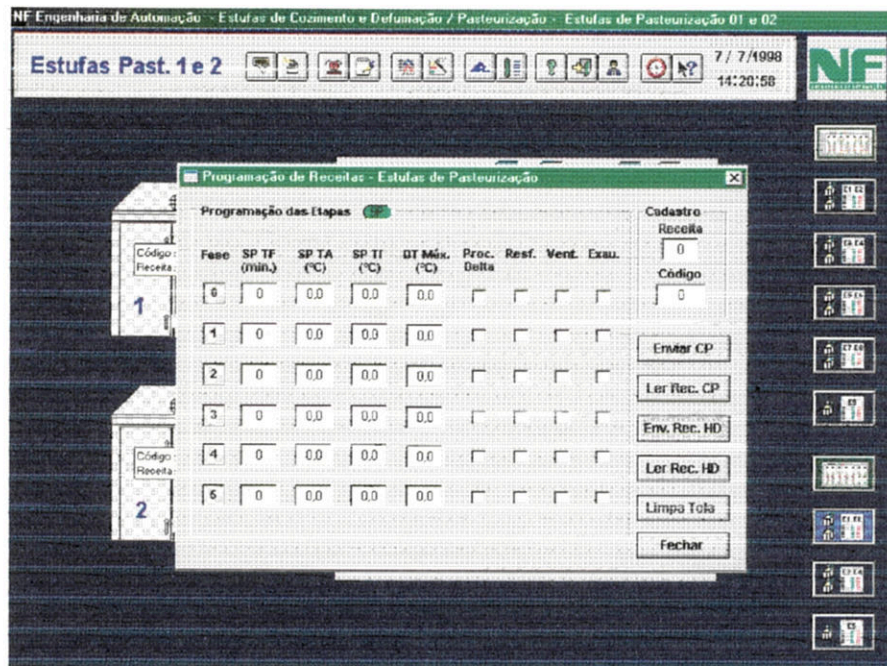 NF Engenharia de Automação - Estufas de Cozimento e Defumação / Pasteurização - Estufas de Pasteurização 01 e 02
Estufas Past. 1 e 2
7/ 7/1998
14:20:58
NF
Programação de Receitas - Estufas de Pasteurização
Programação das Etapas SP
Fase SP TF (min.) SP TA (°C) SP TI (°C) DT Máx. (°C) Proc. Delta Resf. Vent. Exau.
0 0 0,0 0,0 0,0
1 0 0,0 0,0 0,0
2 0 0,0 0,0 0,0
3 0 0,0 0,0 0,0
4 0 0,0 0,0 0,0
5 0 0,0 0,0 0,0
Cadastro
Receita
0
Código
0
Enviar CP
Ler Rec. CP
Env. Rec. HD
Ler Rec. HD
Limpa Tela
Fechar
Código
Receita
1
Código
Receita
2